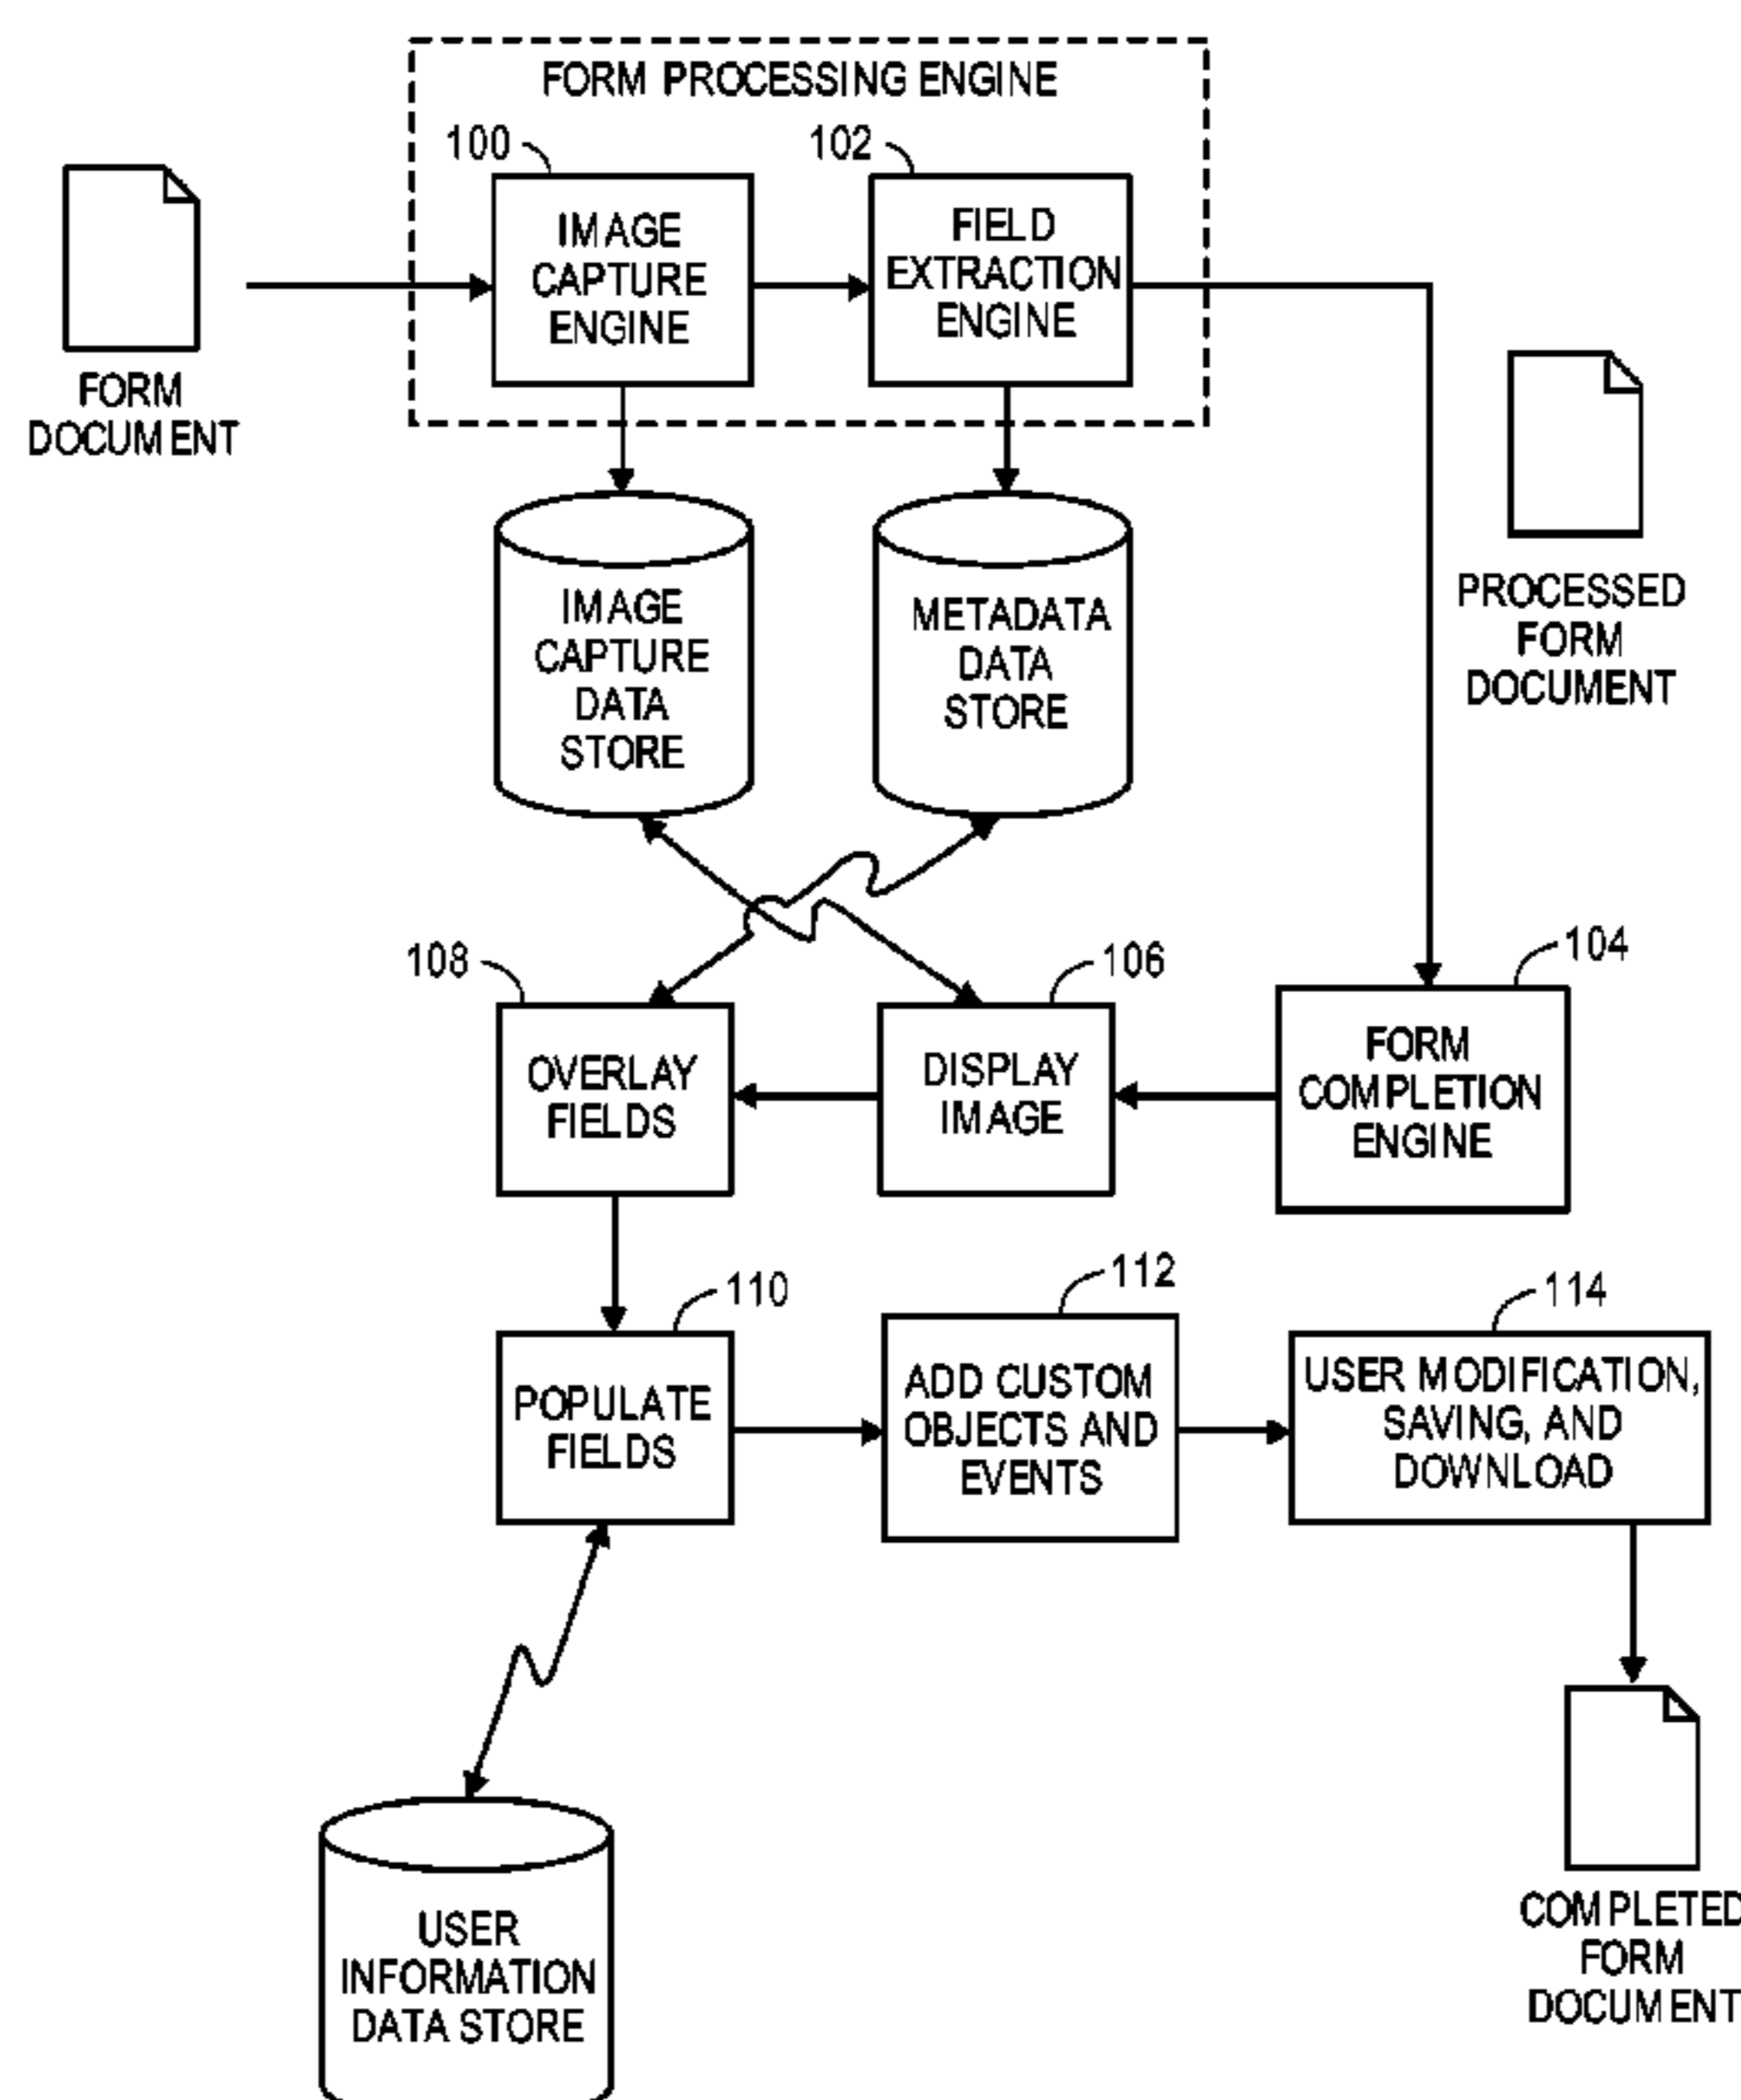 FORM PROCESSING ENGINE
100
102
IMAGE
CAPTURE
ENGINE
FIELD
EXTRACTION
ENGINE
FORM
DOCUMENT
PROCESSED
FORM
DOCUMENT
IMAGE
CAPTURE
DATA
STORE
METADATA
DATA
STORE
108
106
104
OVERLAY
FIELDS
DISPLAY
IMAGE
FORM
COMPLETION
ENGINE
110
112
114
POPULATE
FIELDS
ADD CUSTOM
OBJECTS AND
EVENTS
USER MODIFICATION,
SAVING, AND
DOWNLOAD
USER
INFORMATION
DATA STORE
COMPLETED
FORM
DOCUMENT